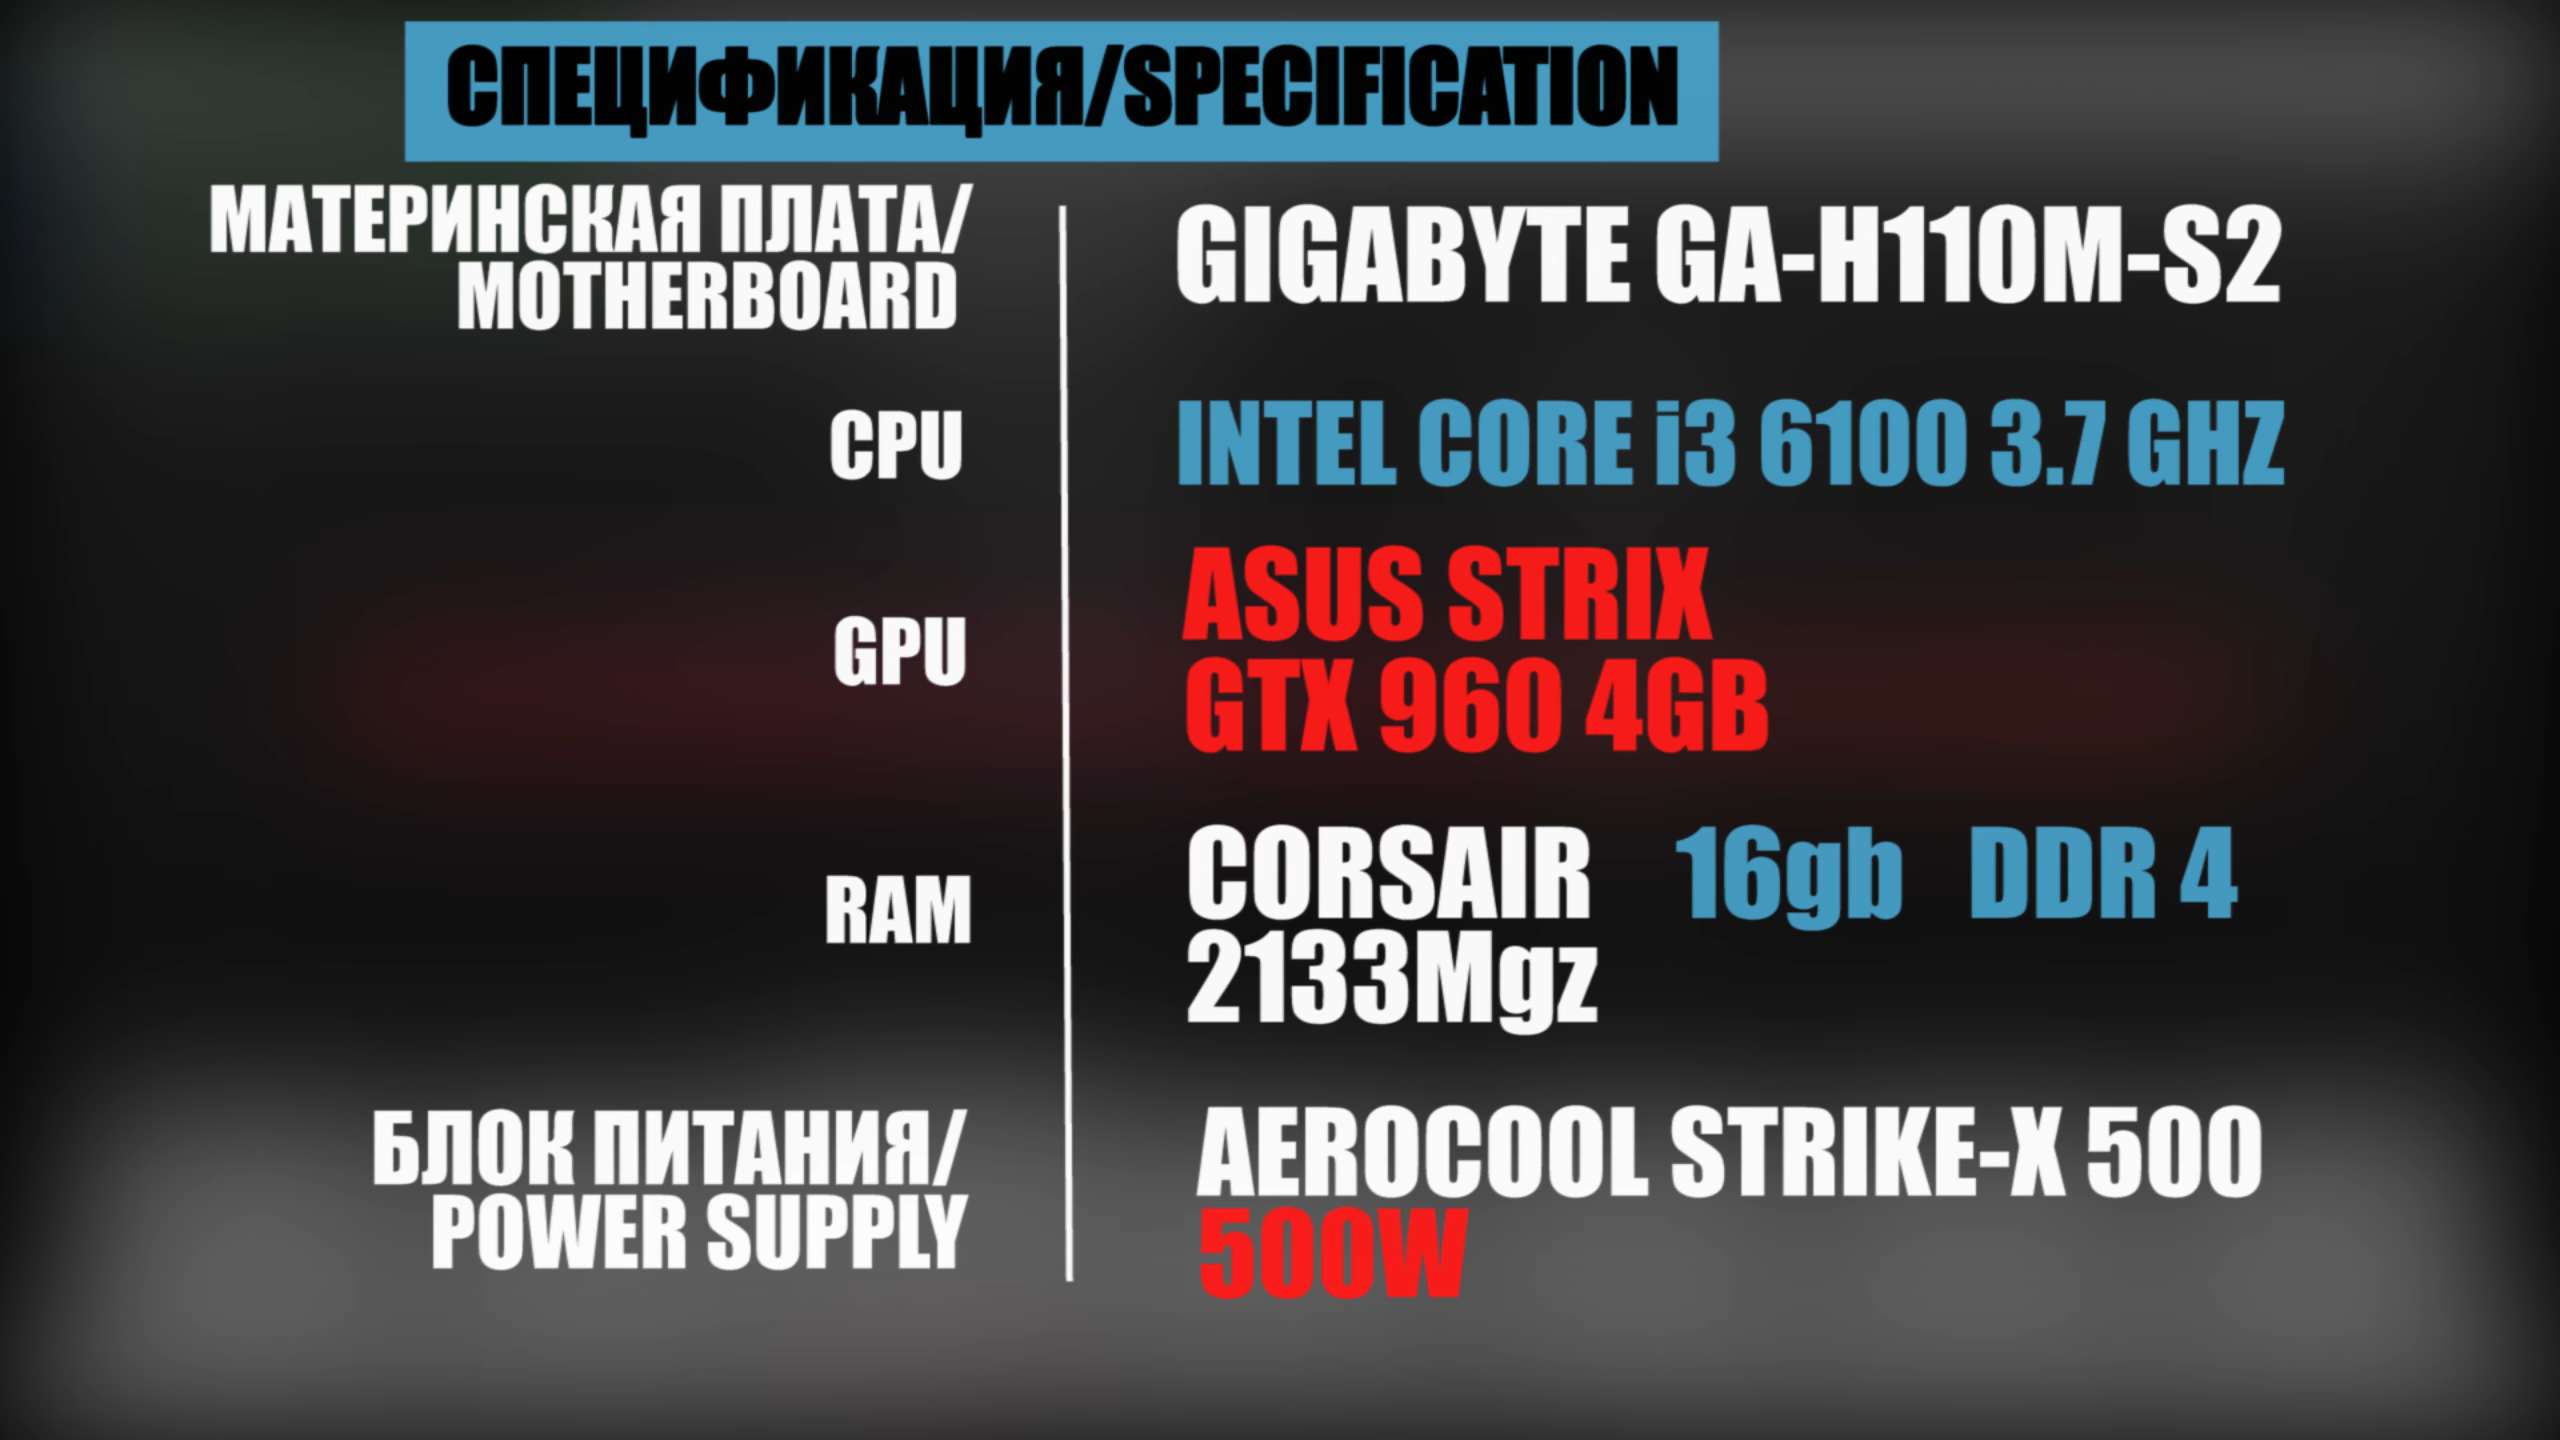 СПЕЦИФИКАЦИЯ/SPECIFICATION
МАТЕРИНСКАЯ ПЛАТА/
MOTHERBOARD
GIGABYTE GA-H110M-S2
CPU
INTEL CORE i3 6100 3.7 GHZ
GPU
ASUS STRIX
GTX 960 4GB
RAM
CORSAIR 16gb DDR 4
2133Mgz
БЛОК ПИТАНИЯ/
POWER SUPPLY
AEROCOOL STRIKE-X 500
500W